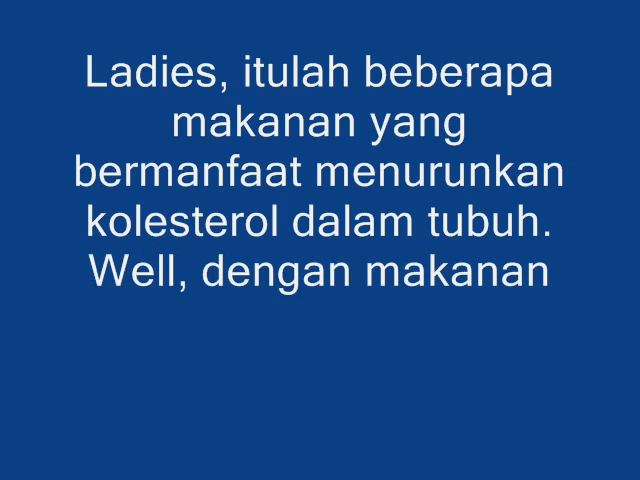 Ladies, itulah beberapa
makanan yang
bermanfaat menurunkan
kolesterol dalam tubuh.
Well, dengan makanan